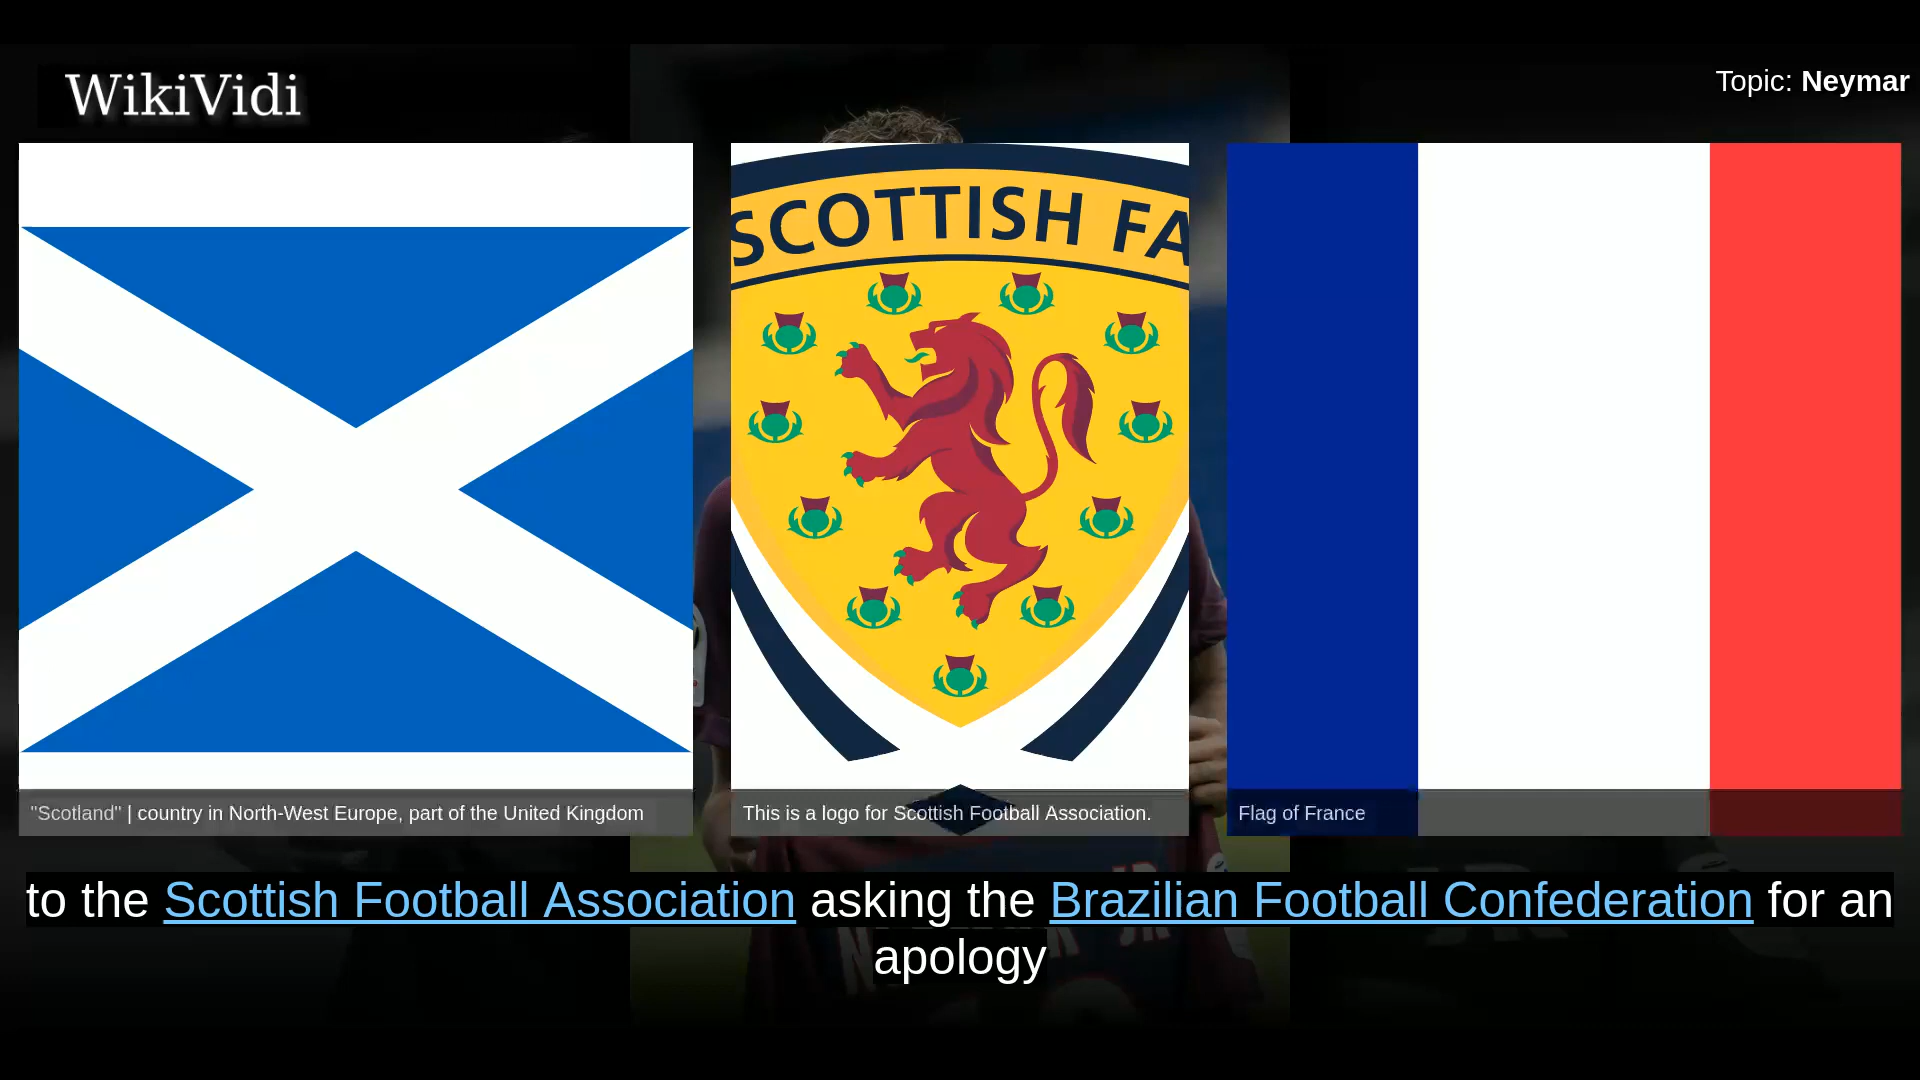 WikiVidi
Topic: Neymar
SCOTTISH FA
"Scotland" | country in North-West Europe, part of the United Kingdom
This is a logo for Scottish Football Association.
Flag of France
to the Scottish Football Association asking the Brazilian Football Confederation for an
apology
JR